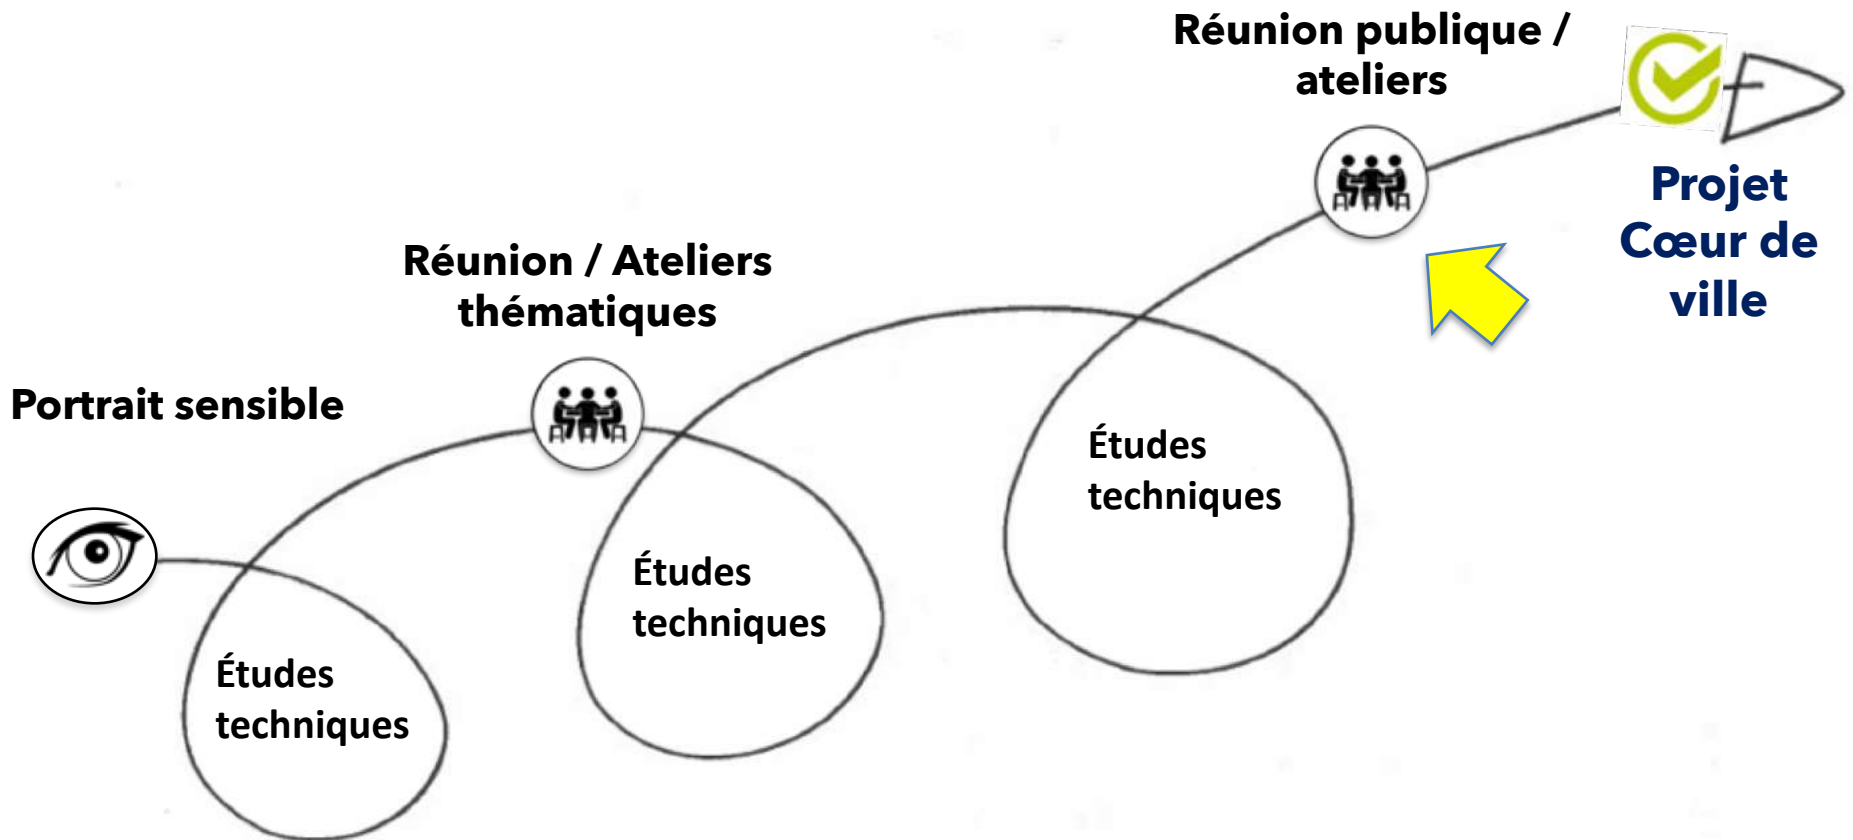 Réunion publique /
ateliers
Projet
Cœur de
ville
Réunion / Ateliers
thématiques
Portrait sensible
Études
techniques
Études
techniques
Études
techniques